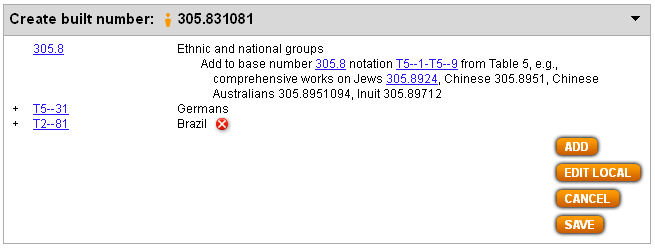 Create built number: 305.831081
305.8 Ethnic and national groups
Add to base number 305.8 notation T5--1-T5--9 from Table 5, e.g.,
comprehensive works on Jews 305.8924, Chinese 305.8951, Chinese
Australians 305.8951094, Inuit 305.89712
+ T5--31 Germans
+ T2--81 Brazil
ADD
EDIT LOCAL
CANCEL
SAVE